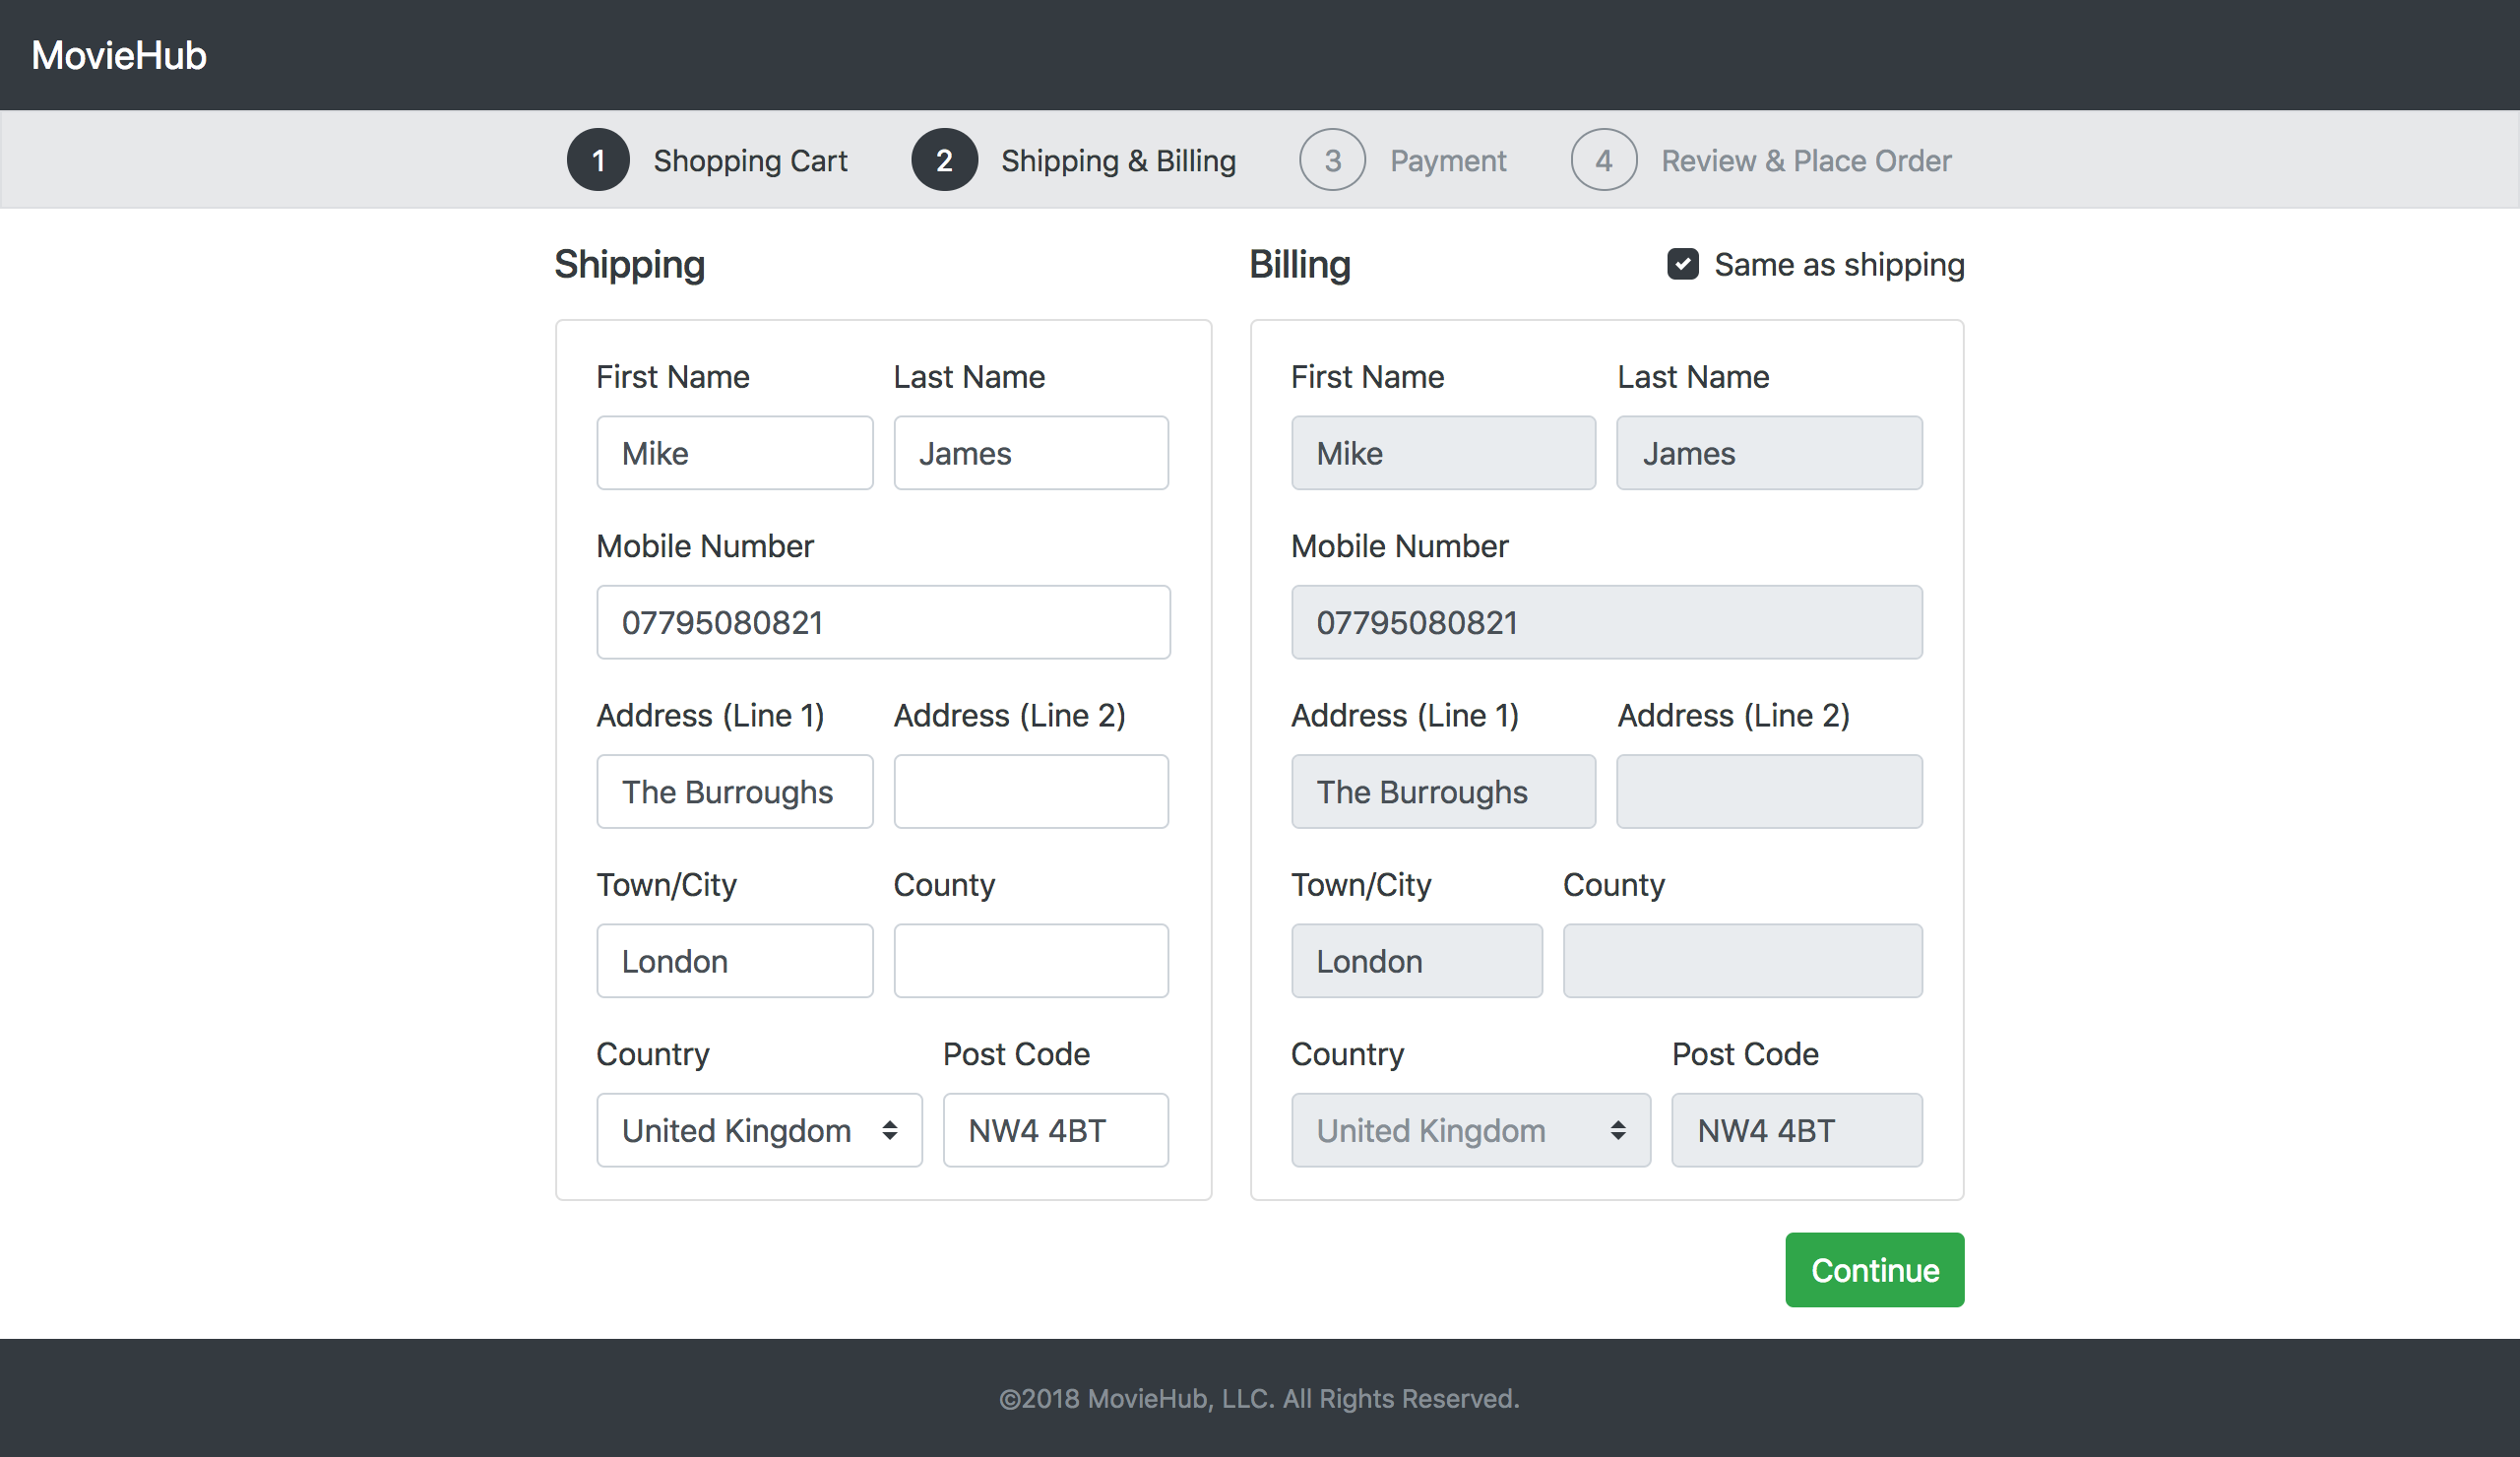 MovieHub
1 Shopping Cart 2 Shipping & Billing 3 Payment 4 Review & Place Order
Shipping
First Name Last Name
Mike James
Mobile Number
07795080821
Address (Line 1) Address (Line 2)
The Burroughs
Town/City County
London
Country Post Code
United Kingdom NW4 4BT
Billing Same as shipping
First Name Last Name
Mike James
Mobile Number
07795080821
Address (Line 1) Address (Line 2)
The Burroughs
Town/City County
London
Country Post Code
United Kingdom NW4 4BT
Continue
©2018 MovieHub, LLC. All Rights Reserved.